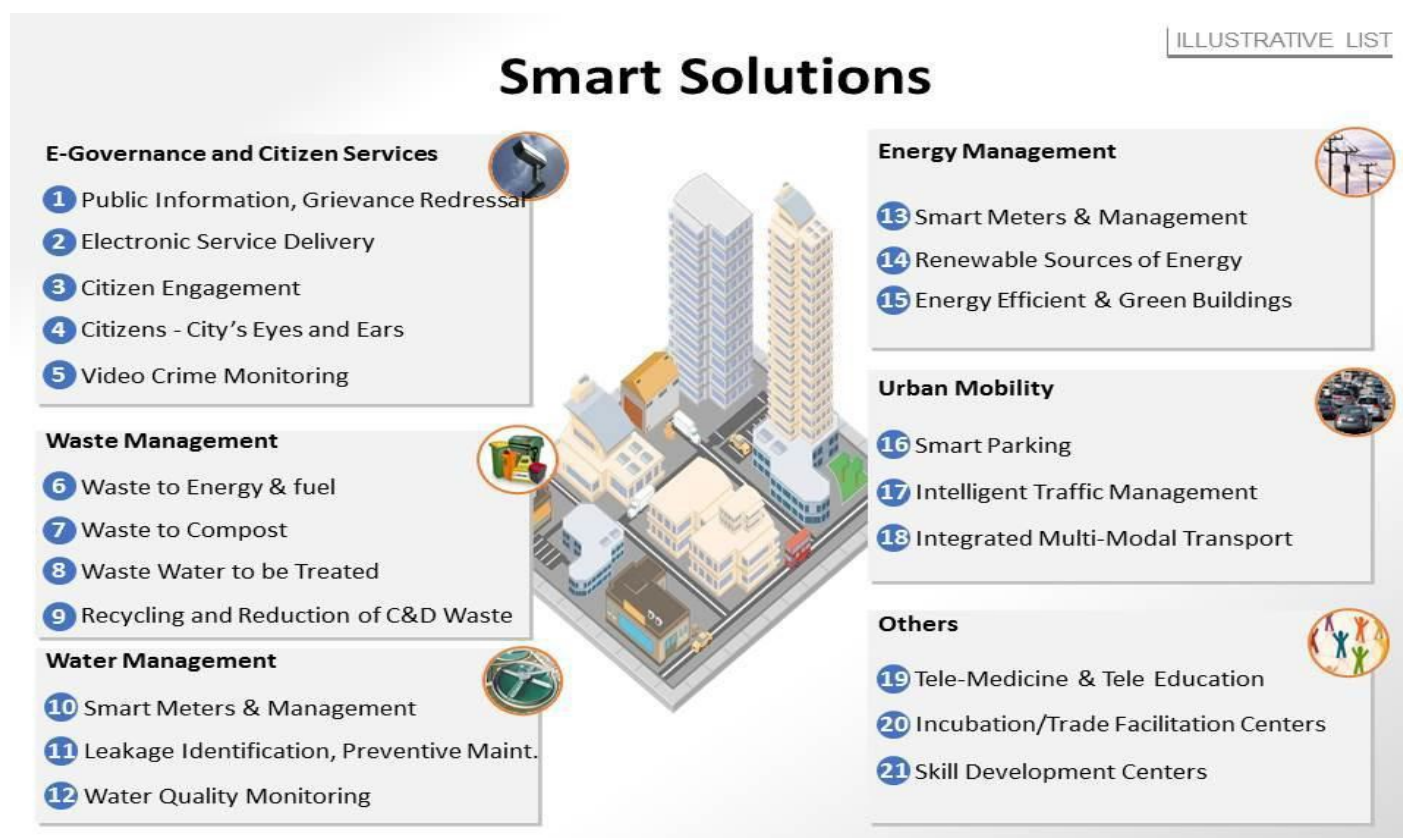 ILLUSTRATIVE LIST
Smart Solutions
E-Governance and Citizen Services
1 Public Information, Grievance Redressal
2 Electronic Service Delivery
3 Citizen Engagement
4 Citizens - City's Eyes and Ears
5 Video Crime Monitoring
Waste Management
6 Waste to Energy & fuel
7 Waste to Compost
8 Waste Water to be Treated
9 Recycling and Reduction of C&D Waste
Water Management
10 Smart Meters & Management
11 Leakage Identification, Preventive Maint.
12 Water Quality Monitoring
Energy Management
13 Smart Meters & Management
14 Renewable Sources of Energy
15 Energy Efficient & Green Buildings
Urban Mobility
16 Smart Parking
17 Intelligent Traffic Management
18 Integrated Multi-Modal Transport
Others
19 Tele-Medicine & Tele Education
20 Incubation/Trade Facilitation Centers
21 Skill Development Centers